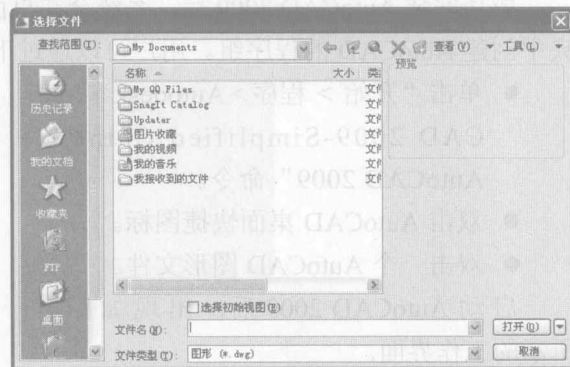 选择文件
查找范围(I):
My Documents
查看(V)
工具(L)
预览
历史记录
我的文档
收藏夹
FTP
桌面
名称
大小
类
My QQ Files
文件
SnagIt Catalog
文件
Updater
文件
图片收藏
文件
我的视频
文件
我的音乐
文件
我接收到的文件
文件
选择初始视图(E)
文件名(N):
打开(O)
文件类型(T):
图形 (*.dwg)
取消